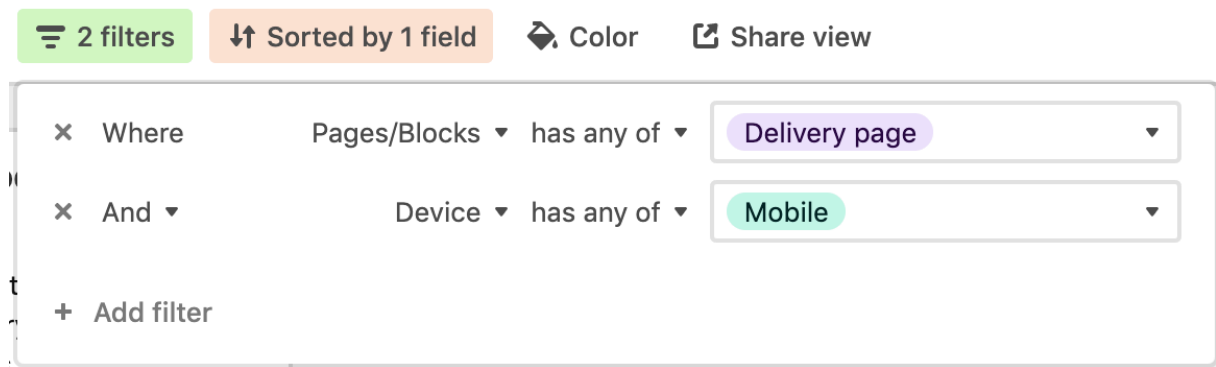 2 filters Sorted by 1 field Color Share view
Where Pages/Blocks has any of Delivery page
And Device has any of Mobile
+ Add filter